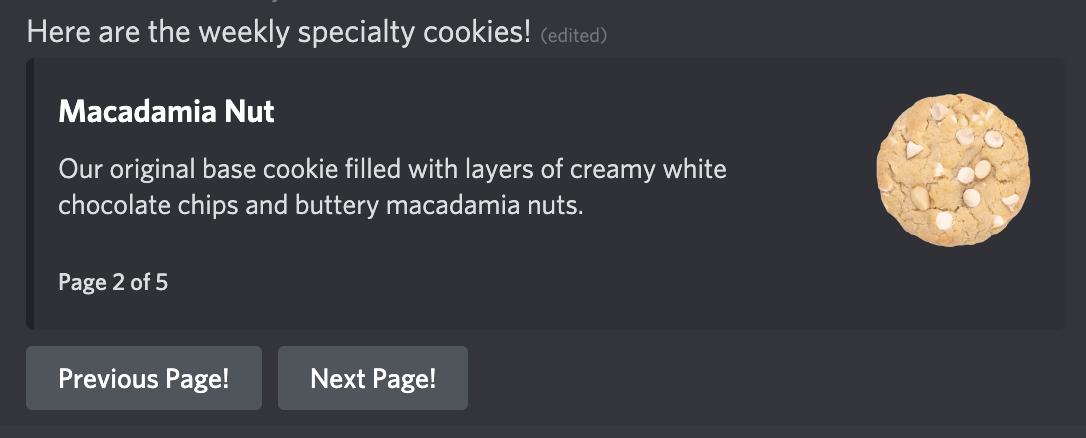 Here are the weekly specialty cookies! (edited)
Macadamia Nut
Our original base cookie filled with layers of creamy white
chocolate chips and buttery macadamia nuts.
Page 2 of 5
Previous Page! Next Page!